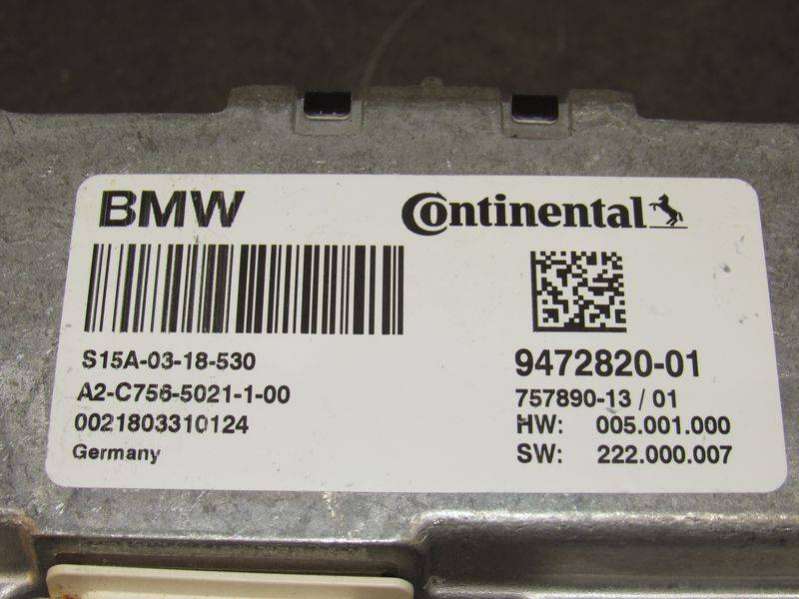 BMW
Continental
S15A-03-18-530
A2-C756-5021-1-00
0021803310124
Germany
9472820-01
757890-13 / 01
HW: 005.001.000
SW: 222.000.007